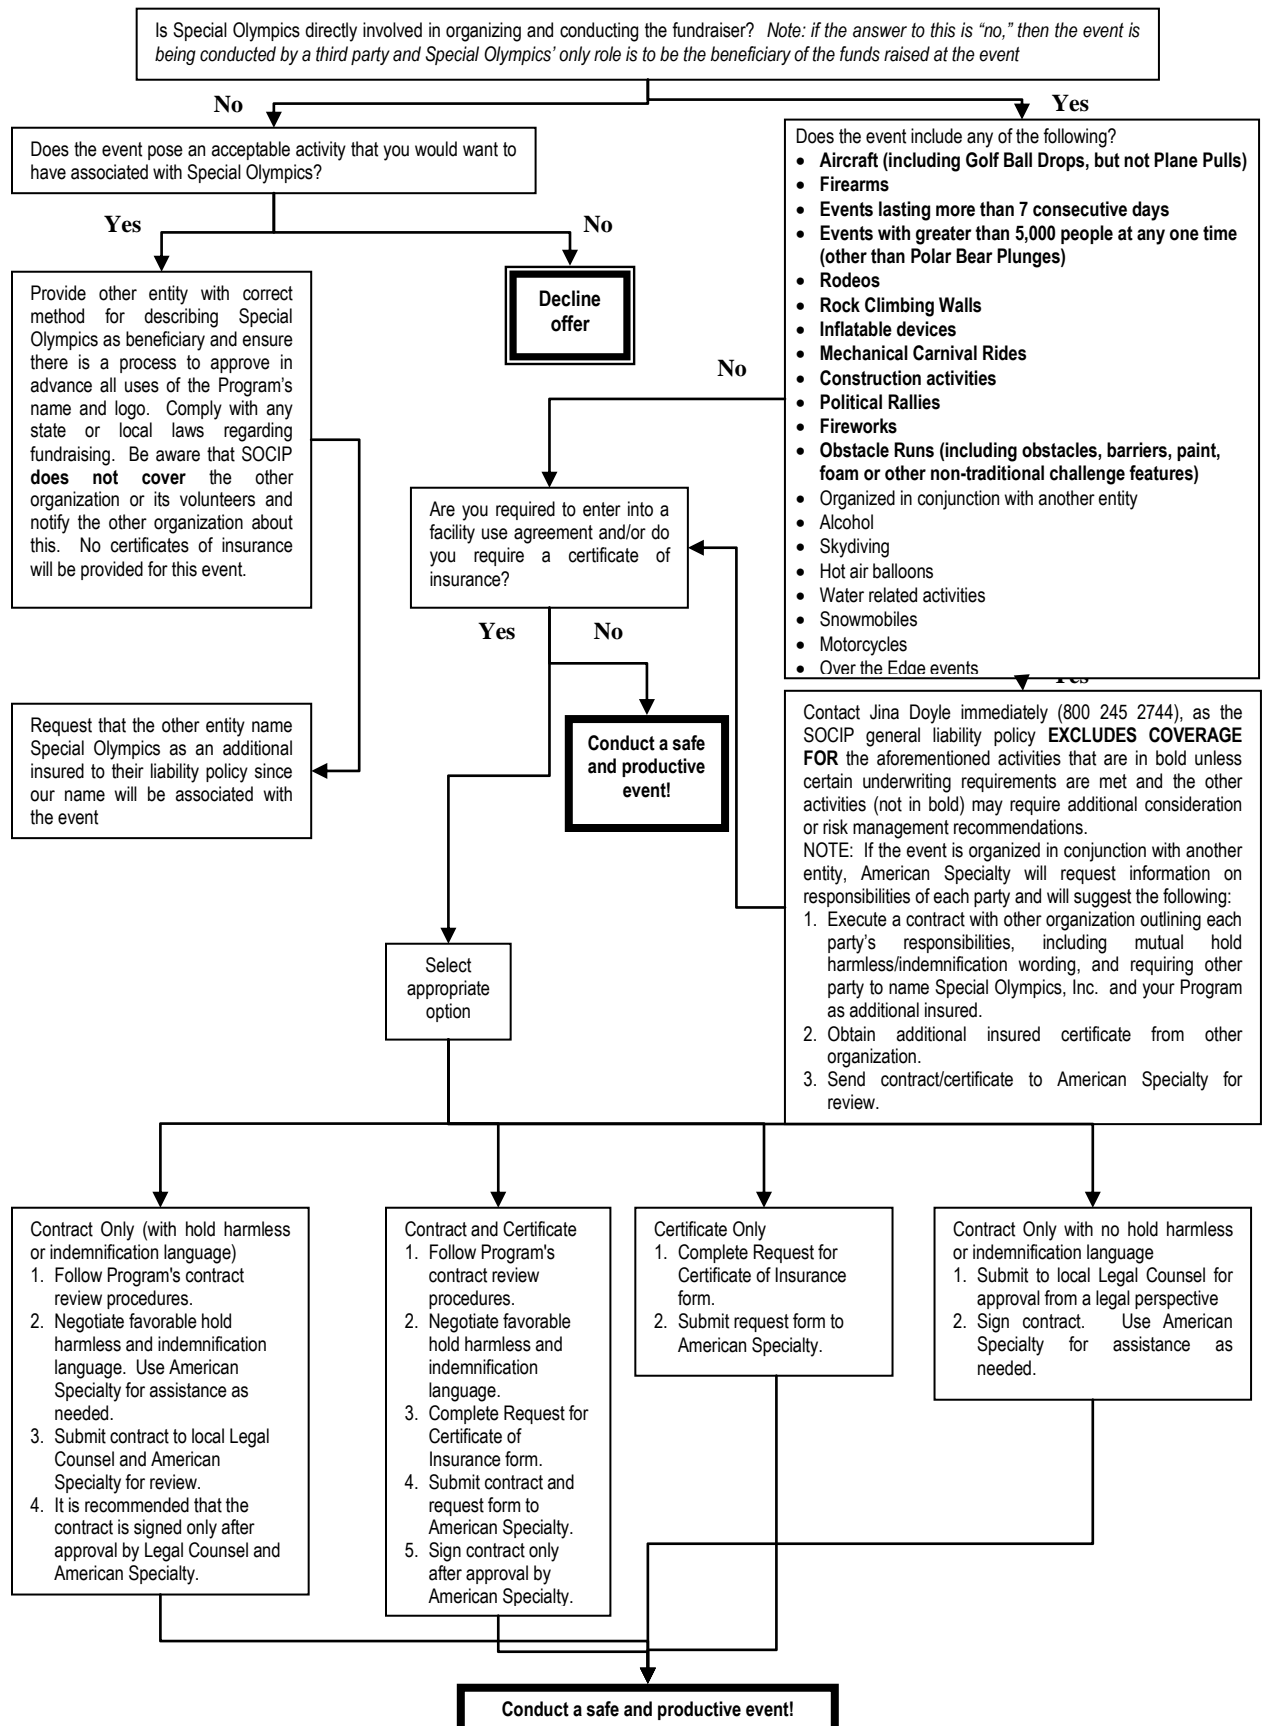 Is Special Olympics directly involved in organizing and conducting the fundraiser? Note: if the answer to this is “no,” then the event is
being conducted by a third party and Special Olympics’ only role is to be the beneficiary of the funds raised at the event
No
Yes
Does the event pose an acceptable activity that you would want to
have associated with Special Olympics?
Yes
No
Provide other entity with correct
method for describing Special
Olympics as beneficiary and ensure
there is a process to approve in
advance all uses of the Program’s
name and logo. Comply with any
state or local laws regarding
fundraising. Be aware that SOCIP
does not cover the other
organization or its volunteers and
notify the other organization about
this. No certificates of insurance
will be provided for this event.
Decline
offer
Request that the other entity name
Special Olympics as an additional
insured to their liability policy since
our name will be associated with
the event
Does the event include any of the following?
• Aircraft (including Golf Ball Drops, but not Plane Pulls)
• Firearms
• Events lasting more than 7 consecutive days
• Events with greater than 5,000 people at any one time
(other than Polar Bear Plunges)
• Rodeos
• Rock Climbing Walls
• Inflatable devices
• Mechanical Carnival Rides
• Construction activities
• Political Rallies
• Fireworks
• Obstacle Runs (including obstacles, barriers, paint,
foam or other non-traditional challenge features)
• Organized in conjunction with another entity
• Alcohol
• Skydiving
• Hot air balloons
• Water related activities
• Snowmobiles
• Motorcycles
• Over the Edge events
No
Yes
Are you required to enter into a
facility use agreement and/or do
you require a certificate of
insurance?
Yes
No
Conduct a safe
and productive
event!
Contact Jina Doyle immediately (800 245 2744), as the
SOCIP general liability policy EXCLUDES COVERAGE
FOR the aforementioned activities that are in bold unless
certain underwriting requirements are met and the other
activities (not in bold) may require additional consideration
or risk management recommendations.
NOTE: If the event is organized in conjunction with another
entity, American Specialty will request information on
responsibilities of each party and will suggest the following:
1. Execute a contract with other organization outlining each
party’s responsibilities, including mutual hold
harmless/indemnification wording, and requiring other
party to name Special Olympics, Inc. and your Program
as additional insured.
2. Obtain additional insured certificate from other
organization.
3. Send contract/certificate to American Specialty for
review.
Select
appropriate
option
Contract Only (with hold harmless
or indemnification language)
1. Follow Program's contract
review procedures.
2. Negotiate favorable hold
harmless and indemnification
language. Use American
Specialty for assistance as
needed.
3. Submit contract to local Legal
Counsel and American
Specialty for review.
4. It is recommended that the
contract is signed only after
approval by Legal Counsel and
American Specialty.
Contract and Certificate
1. Follow Program's
contract review
procedures.
2. Negotiate favorable
hold harmless and
indemnification
language.
3. Complete Request for
Certificate of
Insurance form.
4. Submit contract and
request form to
American Specialty.
5. Sign contract only
after approval by
American Specialty.
Certificate Only
1. Complete Request for
Certificate of Insurance
form.
2. Submit request form to
American Specialty.
Contract Only with no hold harmless
or indemnification language
1. Submit to local Legal Counsel for
approval from a legal perspective
2. Sign contract. Use American
Specialty for assistance as
needed.
Conduct a safe and productive event!